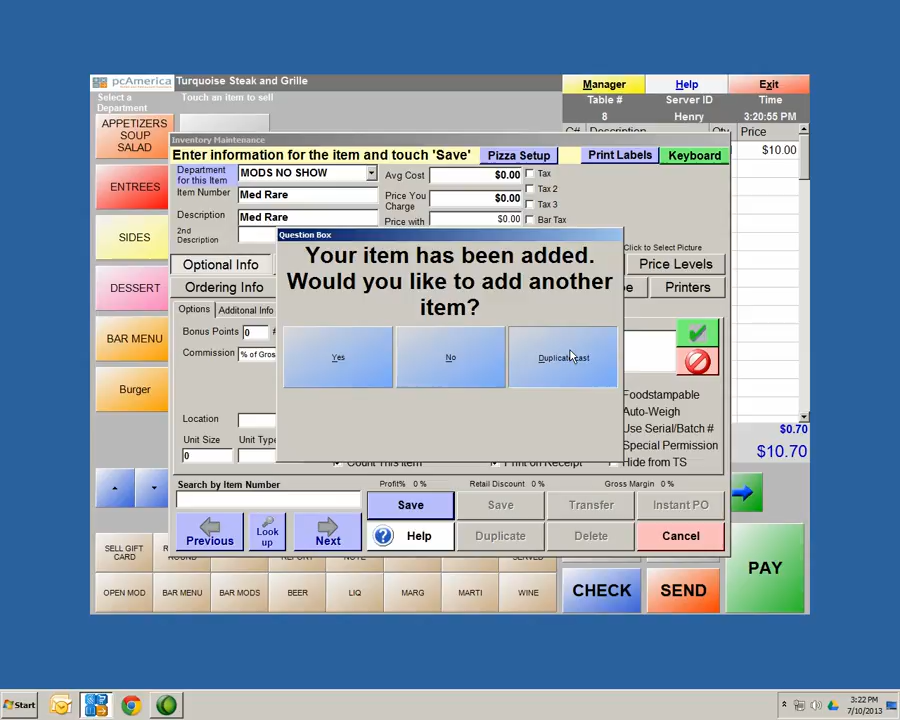 pcAmerica
Turquoise Steak and Grille
Manager
Help
Exit
Select a
Department
Touch an item to sell
Table #
Server ID
Time
8
Henry
3:20:55 PM
Description
Qty
Price
$10.00
APPETIZERS
SOUP
SALAD
ENTREES
SIDES
DESSERT
BAR MENU
Burger
Inventory Maintenance
Enter information for the item and touch 'Save'
Pizza Setup
Print Labels
Keyboard
Department
for this Item
MODS NO SHOW
Item Number
Med Rare
Description
Med Rare
2nd
Description
Avg Cost
$0.00
Tax
Price You
Charge
$0.00
Tax 2
Tax 3
Price with
$0.00
Bar Tax
Click to Select Picture
Optional Info
Price Levels
Ordering Info
Printers
Options
Additonal Info
Bonus Points
0
Commission
% of Gros
Location
Unit Size
Unit Type
0
Question Box
Your item has been added.
Would you like to add another
item?
Yes
No
Foodstampable
Auto-Weigh
Use Serial/Batch #
Special Permission
Hide from TS
Count This item
Print on Receipt
$0.70
$10.70
Search by Item Number
Profit% 0 %
Retail Discount 0 %
Gross Margin 0 %
Save
Save
Transfer
Instant PO
Previous
Look
up
Next
Help
Duplicate
Delete
Cancel
SELL GIFT
CARD
OPEN MOD
BAR MENU
BAR MODS
BEER
LIQ
MARG
MARTI
WINE
CHECK
SEND
PAY
Start
3:22 PM
7/10/2013